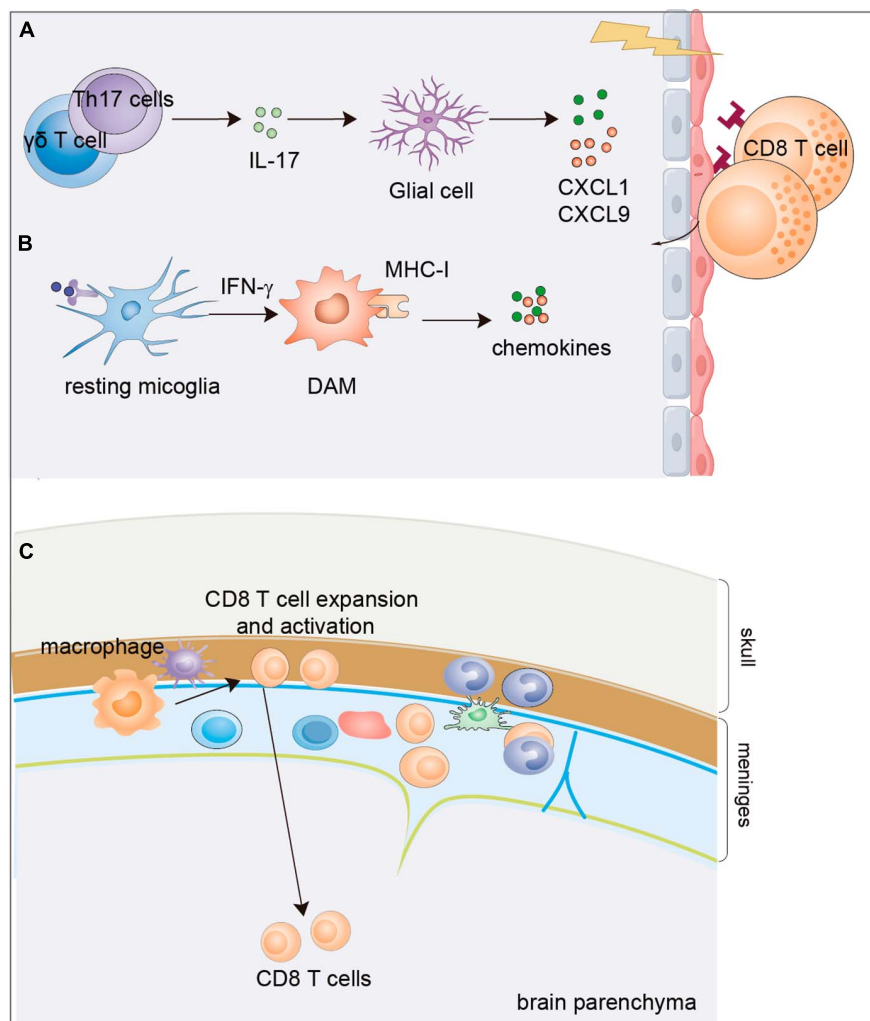 A
Th17 cells
γδ T cell
IL-17
Glial cell
CXCL1
CXCL9
CD8 T cell
B
IFN-γ
MHC-I
resting micoglia
DAM
chemokines
C
CD8 T cell expansion
and activation
macrophage
skull
meninges
CD8 T cells
brain parenchyma